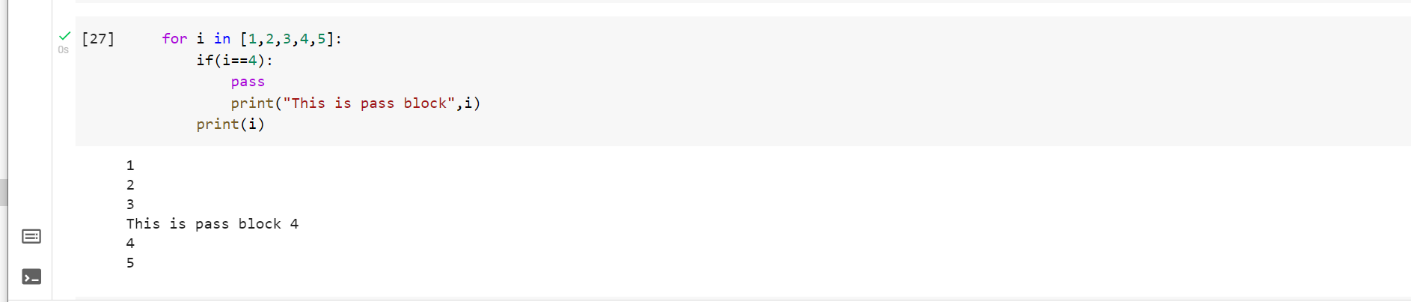 [27] for i in [1,2,3,4,5]:
0s
if(i==4):
pass
print("This is pass block",i)
print(i)
1
2
3
This is pass block 4
4
5